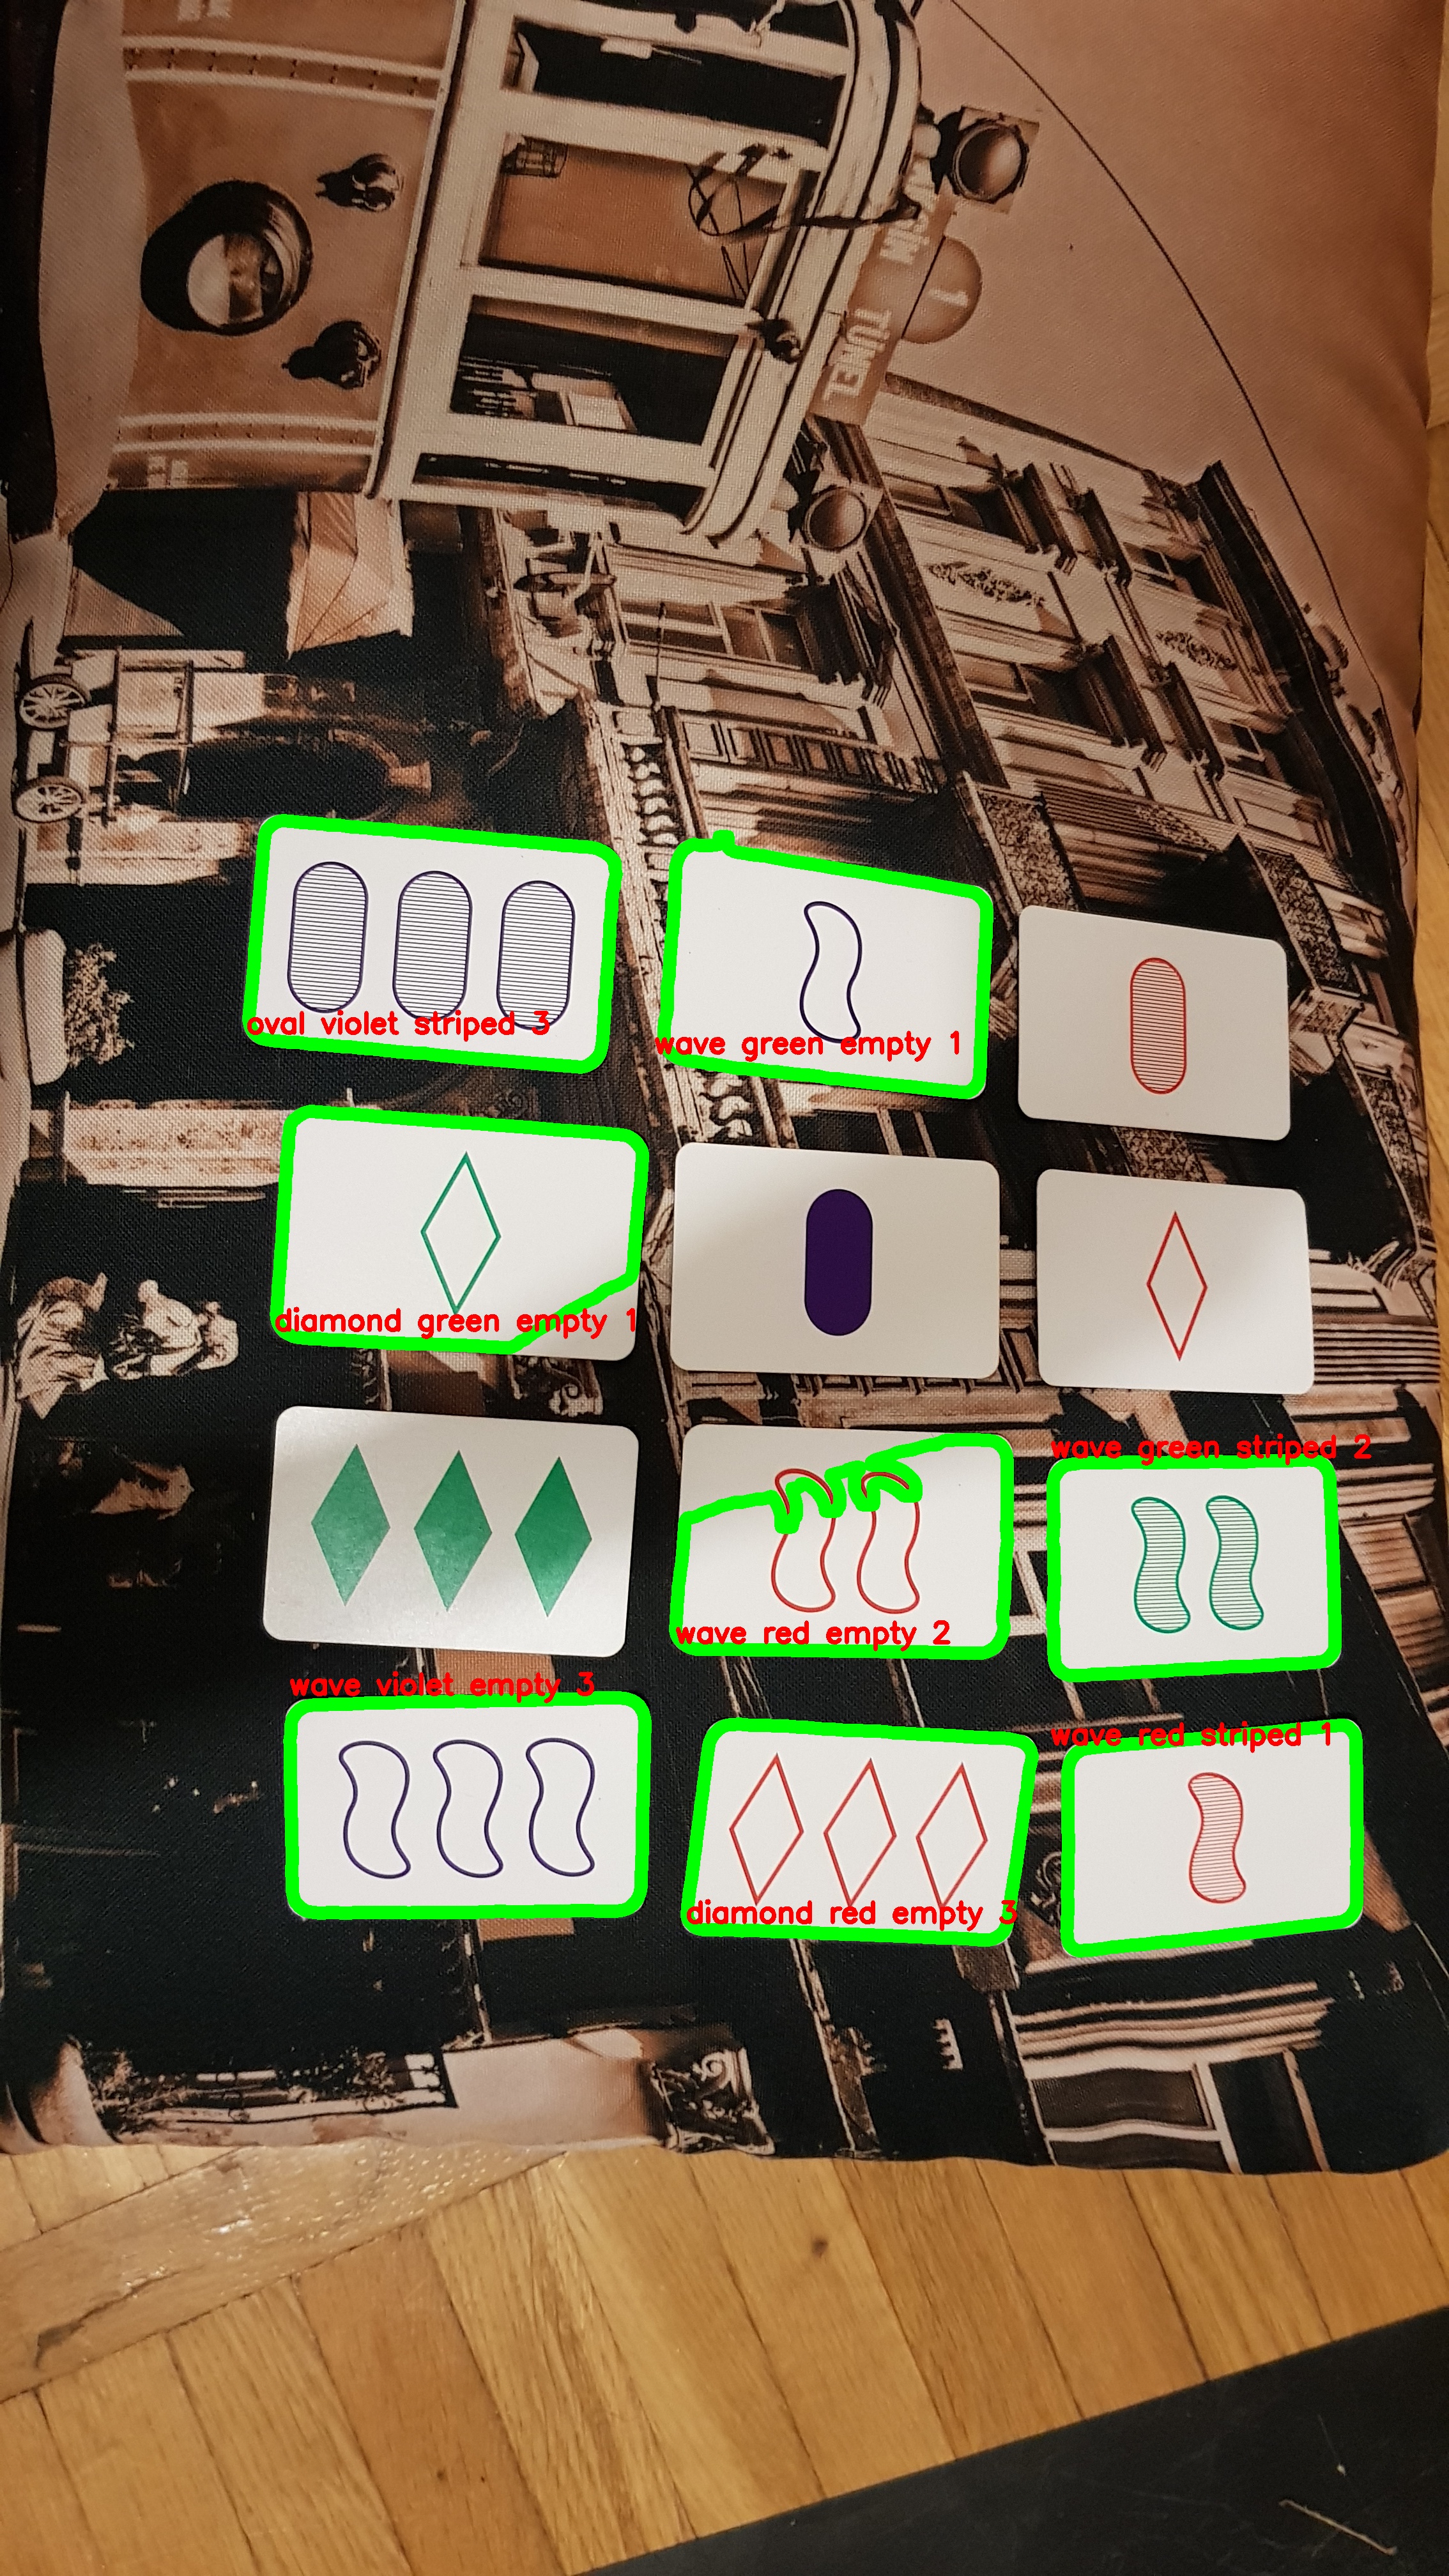 TÜNEL
1
oval violet striped 3
wave green empty 1
diamond green empty 1
wave green striped 2
wave red empty 2
wave violet empty 3
wave red striped 1
diamond red empty 3